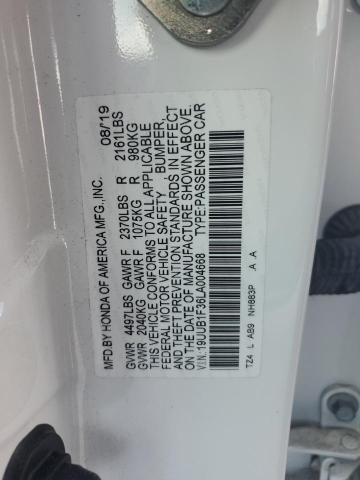 MFD.BY HONDA OF AMERICA MFG.,INC. 08/'19
GVWR 4497LBS GAWR F 2370LBS R 2161LBS
GVWR 2040KG GAWR F 1075KG R 980KG
THIS VEHICLE CONFORMS TO ALL APPLICABLE
FEDERAL MOTOR VEHICLE SAFETY, BUMPER,
AND THEFT PREVENTION STANDARDS IN EFFECT
ON THE DATE OF MANUFACTURE SHOWN ABOVE.
V.I.N.:19UUB1F36LA004668 TYPE:PASSENGER CAR
TZ4 L AB9 NH883P A A